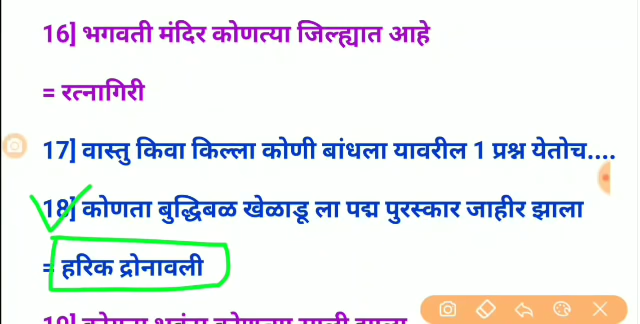 16] भगवती मंदिर कोणत्या जिल्ह्यात आहे
= रत्नागिरी
17] वास्तु किवा किल्ला कोणी बांधला यावरील 1 प्रश्न येतोच....
18] कोणता बुद्धिबळ खेळाडू ला पद्म पुरस्कार जाहीर झाला
= हरिक द्रोनावली